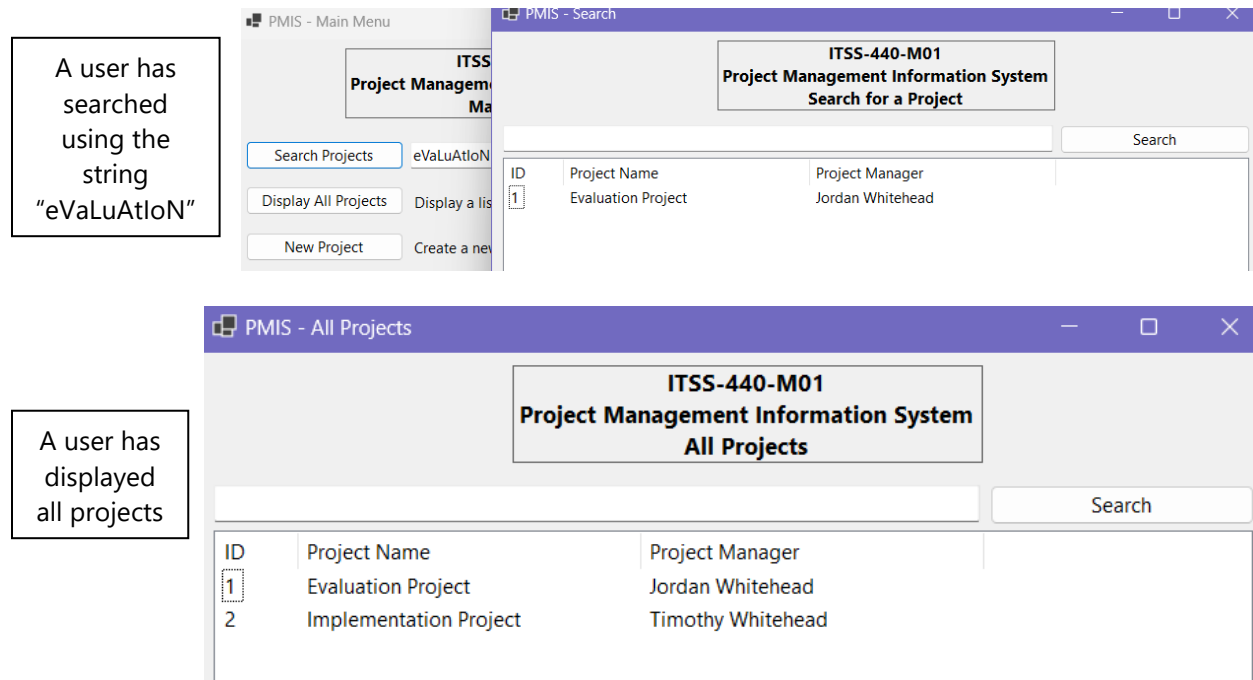 A user has
searched
using the
string
“eVaLuAtIoN”
PMIS - Main Menu
ITSS
Project Managem
Ma
Search Projects eVaLuAtIoN
Display All Projects Display a lis
New Project Create a new
PMIS - Search
ITSS-440-M01
Project Management Information System
Search for a Project
Search
ID Project Name Project Manager
1 Evaluation Project Jordan Whitehead
A user has
displayed
all projects
PMIS - All Projects
ITSS-440-M01
Project Management Information System
All Projects
Search
ID Project Name Project Manager
1 Evaluation Project Jordan Whitehead
2 Implementation Project Timothy Whitehead